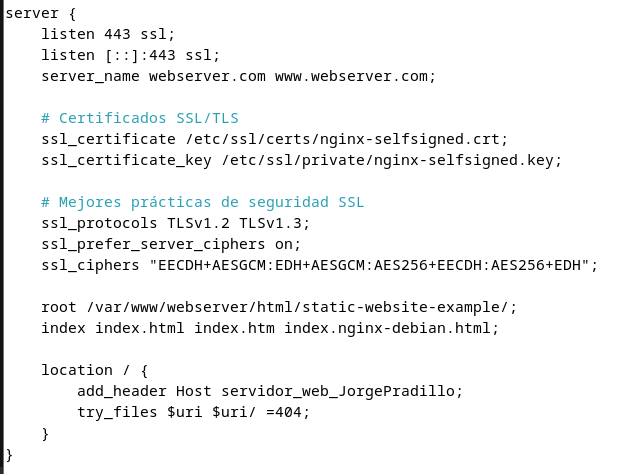 server {
    listen 443 ssl;
    listen [::]:443 ssl;
    server_name webserver.com www.webserver.com;

    # Certificados SSL/TLS
    ssl_certificate /etc/ssl/certs/nginx-selfsigned.crt;
    ssl_certificate_key /etc/ssl/private/nginx-selfsigned.key;

    # Mejores prácticas de seguridad SSL
    ssl_protocols TLSv1.2 TLSv1.3;
    ssl_prefer_server_ciphers on;
    ssl_ciphers "EECDH+AESGCM:EDH+AESGCM:AES256+EECDH:AES256+EDH";

    root /var/www/webserver/html/static-website-example/;
    index index.html index.htm index.nginx-debian.html;

    location / {
        add_header Host servidor_web_JorgePradillo;
        try_files $uri $uri/ =404;
    }
}